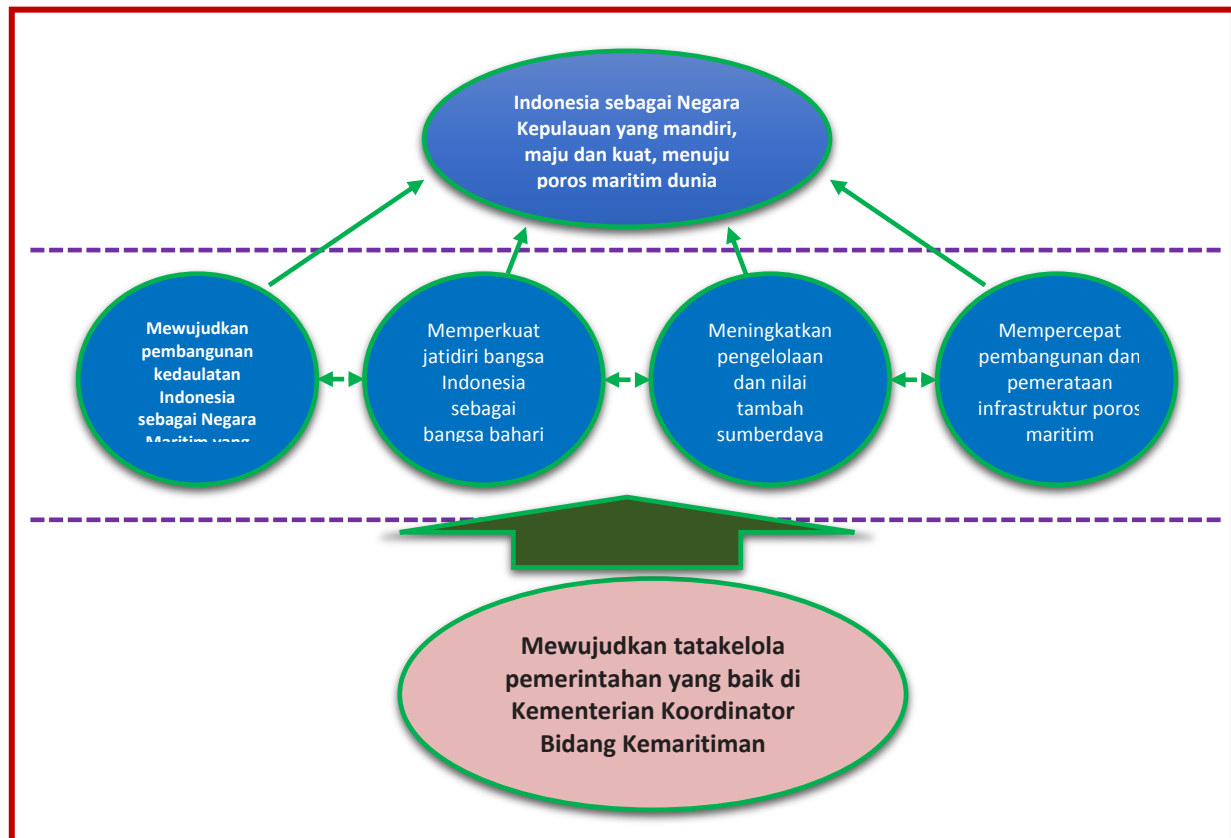 Indonesia sebagai Negara
Kepulauan yang mandiri,
maju dan kuat, menuju
poros maritim dunia
Mewujudkan
pembangunan
kedaulatan
Indonesia
sebagai Negara
Maritim yang
Memperkuat
jatidiri bangsa
Indonesia
sebagai
bangsa bahari
Meningkatkan
pengelolaan
dan nilai
tambah
sumberdaya
Mempercepat
pembangunan dan
pemerataan
infrastruktur poros
maritim
Mewujudkan tatakelola
pemerintahan yang baik di
Kementerian Koordinator
Bidang Kemaritiman